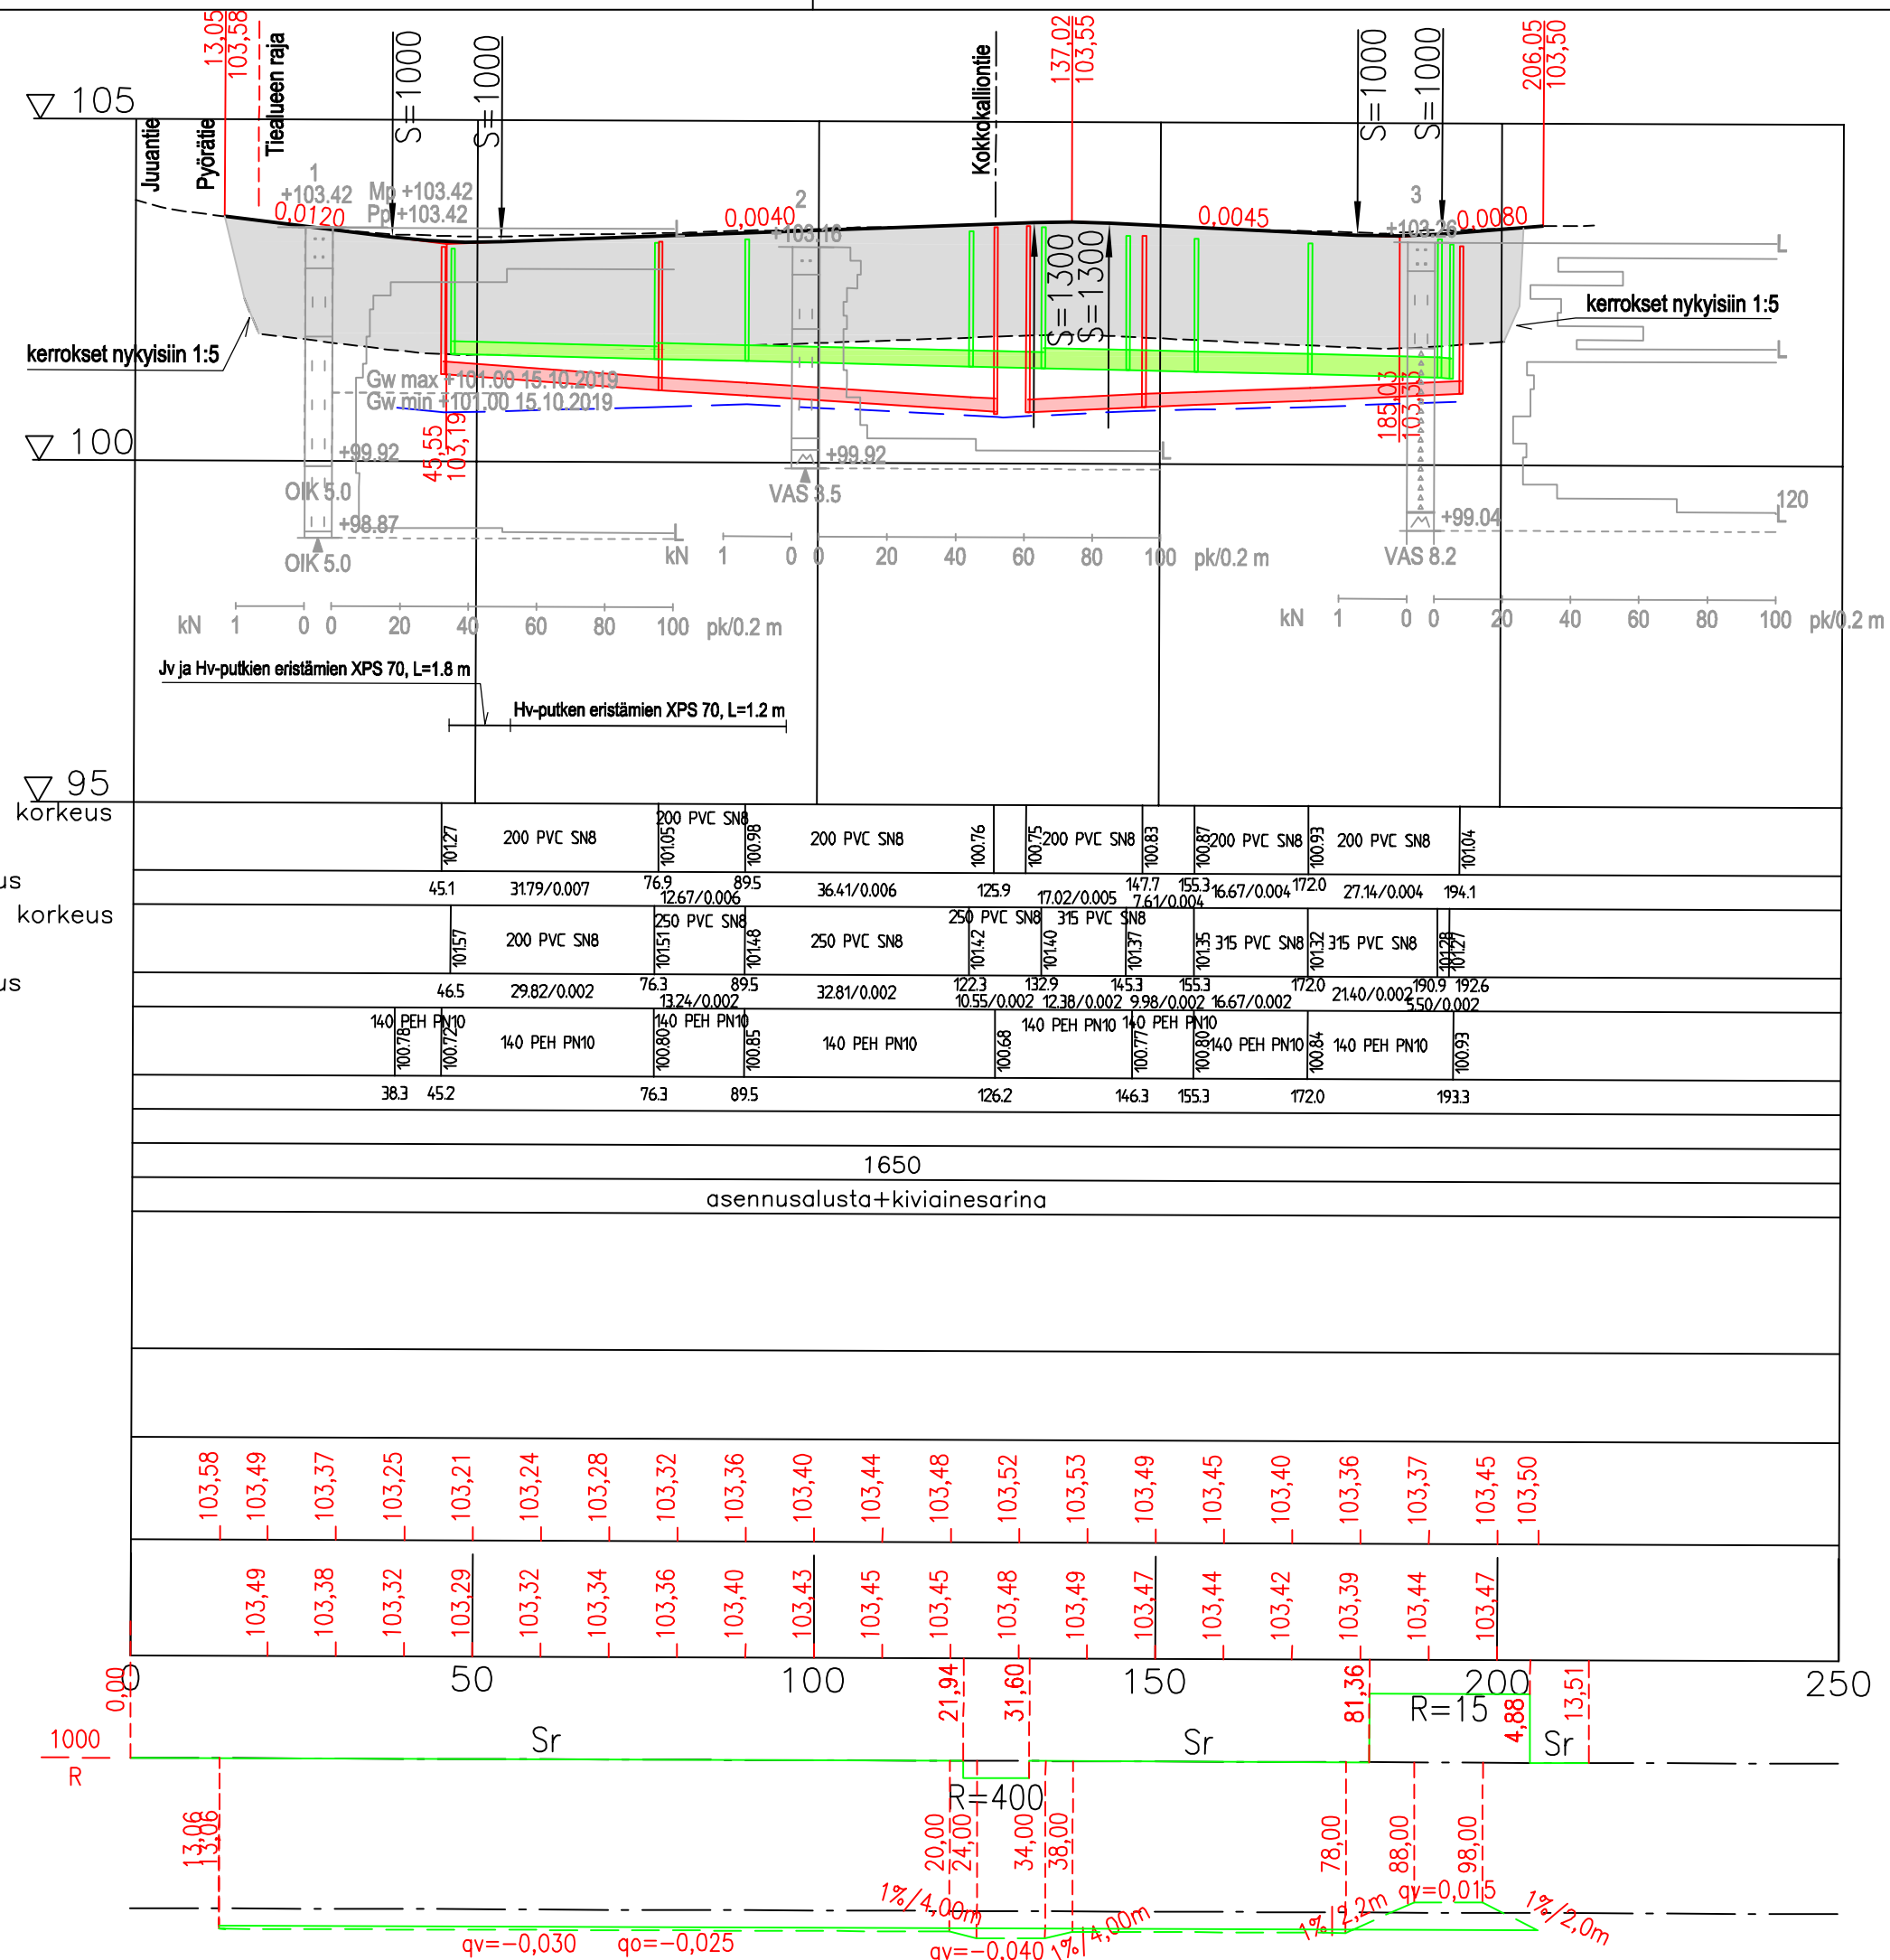 13,05
103,58
Tiealueen raja
S=1000
S=1000
Kokkokalliontie
137,02
103,55
S=1000
S=1000
206,05
103,50
105
Juuantie
Pyörätie
1
+103.42
Mp +103.42
Pp +103.42
0,0120
0,0040
2
+103.16
0,0045
3
+103.26
0,0080
L
L
S=1300
S=1300
kerrokset nykyisiin 1:5
kerrokset nykyisiin 1:5
L
Gw max +101.00 15.10.2019
Gw min +101.00 15.10.2019
45,55
103,19
185,03
103,33
100
+99.92
+99.92
L
OIK 5.0
VAS 3.5
120
L
+98.87
+99.04
L
OIK 5.0
kN 1 0 0 20 40 60 80 100 pk/0.2 m
VAS 8.2
kN 1 0 0 20 40 60 80 100 pk/0.2 m
kN 1 0 0 20 40 60 80 100 pk/0.2 m
Jv ja Hv-putkien eristämien XPS 70, L=1.8 m
Hv-putken eristämien XPS 70, L=1.2 m
95
korkeus
101.27 200 PVC SN8 101.05 200 PVC SN8 100.98 200 PVC SN8 100.76 100.75 200 PVC SN8 100.83 100.87 200 PVC SN8 100.93 200 PVC SN8 101.04
us
45.1 31.79/0.007 76.9 12.67/0.006 89.5 36.41/0.006 125.9 17.02/0.005 147.7 7.61/0.004 155.3 16.67/0.004 172.0 27.14/0.004 194.1
korkeus
101.57 200 PVC SN8 101.51 250 PVC SN8 101.48 250 PVC SN8 101.42 250 PVC SN8 101.40 315 PVC SN8 101.37 101.35 315 PVC SN8 101.32 315 PVC SN8 101.28 101.27
us
46.5 29.82/0.002 76.3 13.24/0.002 89.5 32.81/0.002 122.3 10.55/0.002 132.9 12.38/0.002 145.3 9.98/0.002 155.3 16.67/0.002 172.0 21.40/0.002 190.9 5.50/0.002 192.6
140 PEH PN10 100.78 100.72 140 PEH PN10 100.80 140 PEH PN10 100.85 140 PEH PN10 100.68 140 PEH PN10 100.77 140 PEH PN10 100.80 140 PEH PN10 100.84 140 PEH PN10 100.93
38.3 45.2 76.3 89.5 126.2 146.3 155.3 172.0 193.3
1650
asennusalusta+kiviainesarina
103,58 103,49 103,37 103,25 103,21 103,24 103,28 103,32 103,36 103,40 103,44 103,48 103,52 103,53 103,49 103,45 103,40 103,36 103,37 103,45 103,50
103,49 103,38 103,32 103,29 103,32 103,34 103,36 103,40 103,43 103,45 103,45 103,48 103,49 103,47 103,44 103,42 103,39 103,44 103,47
0 50 100 150 200 250
0,00 21,94 31,60 81,36 4,88 13,51
R=15
1000
R
Sr
Sr
Sr
R=400
13,06
13,06
20,00
24,00
34,00
38,00
78,00
88,00
98,00
1%/4,00m
1%/4,00m
1%/2,2m
qv=0,015
1%/2,0m
qv=-0,030
qo=-0,025
qv=-0,040